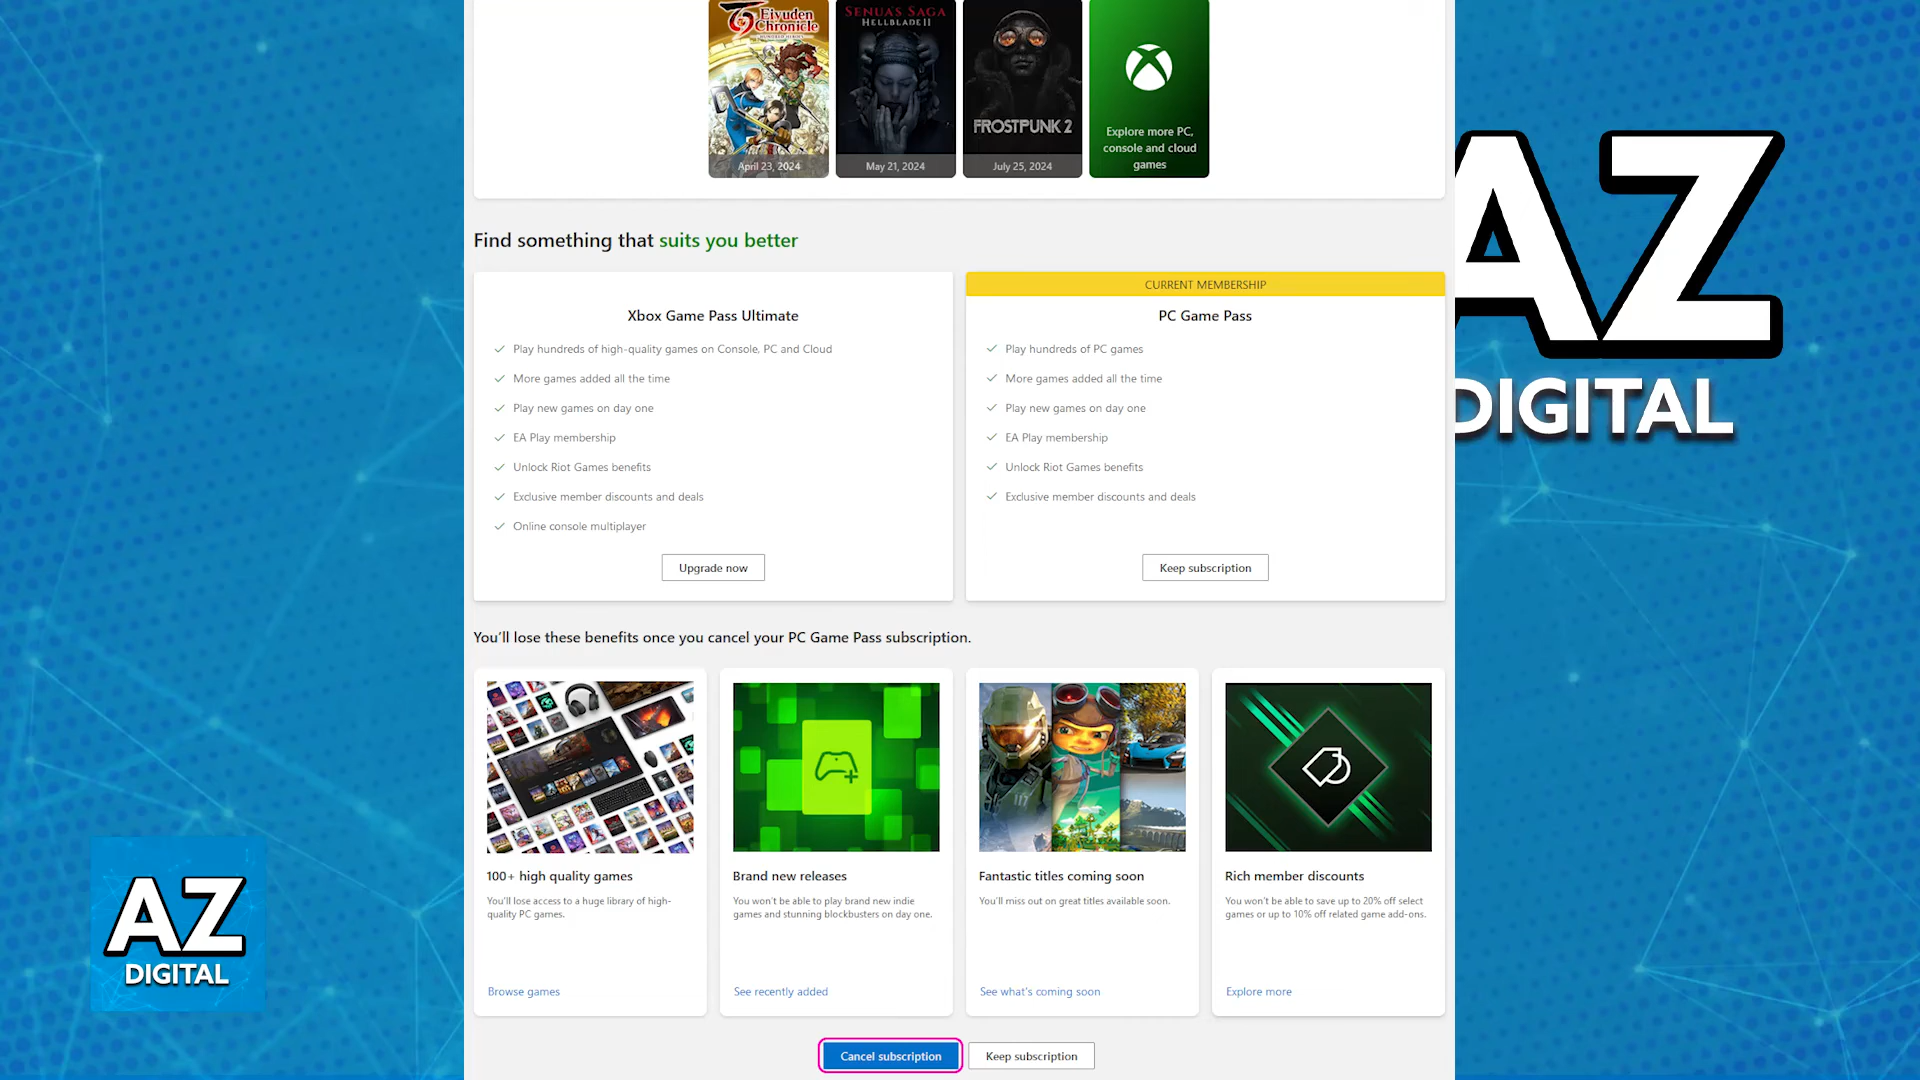 Eiyuden
Chronicle
HUNDRED HEROES
April 23, 2024
SENUA'S SAGA
HELLBLADE II
May 21, 2024
FROSTPUNK 2
July 25, 2024
Explore more PC,
console and cloud
games
Find something that suits you better
Xbox Game Pass Ultimate
Play hundreds of high-quality games on Console, PC and Cloud
More games added all the time
Play new games on day one
EA Play membership
Unlock Riot Games benefits
Exclusive member discounts and deals
Online console multiplayer
Upgrade now
CURRENT MEMBERSHIP
PC Game Pass
Play hundreds of PC games
More games added all the time
Play new games on day one
EA Play membership
Unlock Riot Games benefits
Exclusive member discounts and deals
Keep subscription
You'll lose these benefits once you cancel your PC Game Pass subscription.
100+ high quality games
You'll lose access to a huge library of high-
quality PC games.
Browse games
Brand new releases
You won't be able to play brand new indie
games and stunning blockbusters on day one.
See recently added
Fantastic titles coming soon
You'll miss out on great titles available soon.
See what's coming soon
Rich member discounts
You won't be able to save up to 20% off select
games or up to 10% off related game add-ons.
Explore more
Cancel subscription
Keep subscription
AZ
DIGITAL
AZ
DIGITAL